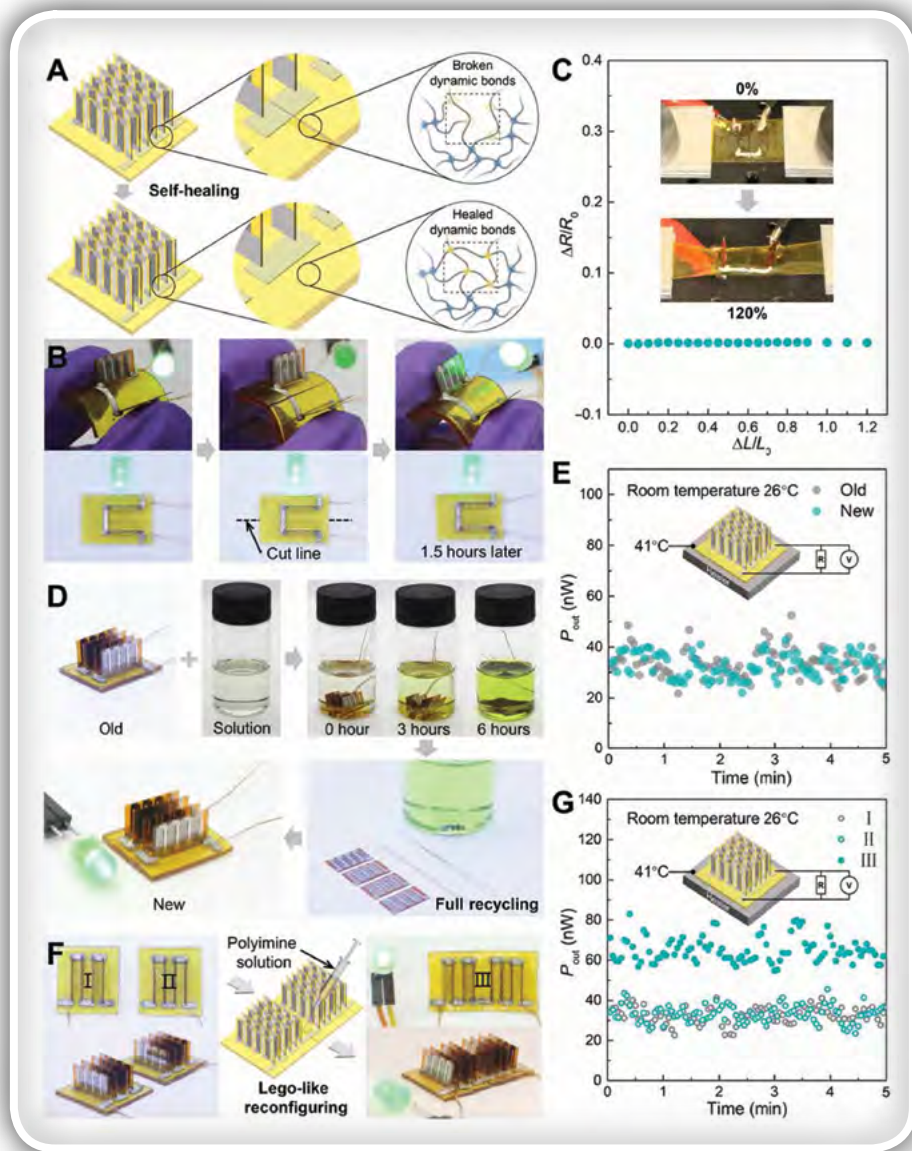 A
Broken
dynamic bonds
Self-healing
Healed
dynamic bonds
B
Cut line
1.5 hours later
C
0%
120%
0.4
0.3
0.2
0.1
0.0
–0.1
ΔR/R0
0.0 0.2 0.4 0.6 0.8 1.0 1.2
ΔL/L
D
Old
Solution
0 hour
3 hours
6 hours
New
Full recycling
E
Room temperature 26°C
Old
New
41°C
R
V
100
80
60
40
20
0
Pout (nW)
0 1 2 3 4 5
Time (min)
F
I
II
Polyimine
solution
III
Lego-like
reconfiguring
G
Room temperature 26°C
I
II
III
41°C
R
V
140
120
100
80
60
40
20
0
Pout (nW)
0 1 2 3 4 5
Time (min)